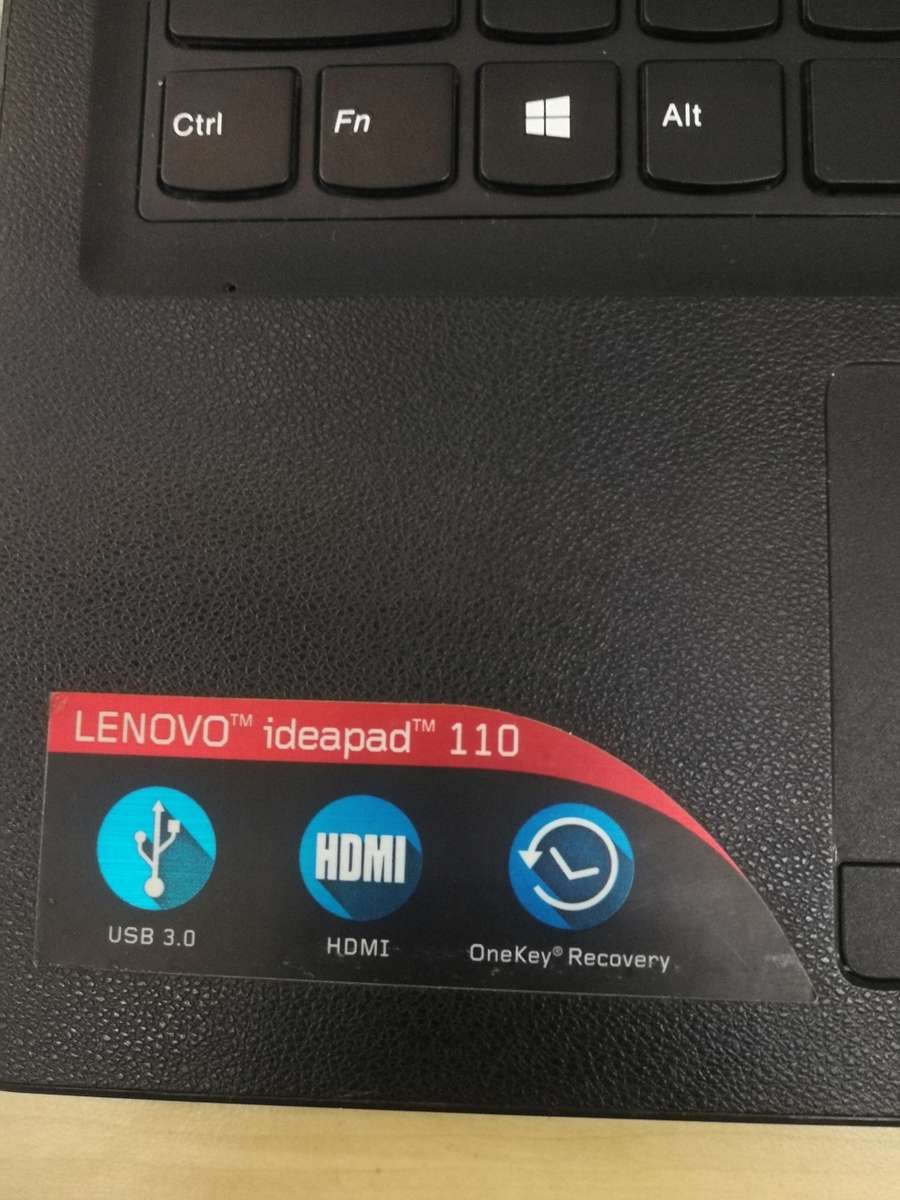 Ctrl Fn Alt
LENOVO™ ideapad™ 110
HDMI
USB 3.0 HDMI OneKey® Recovery